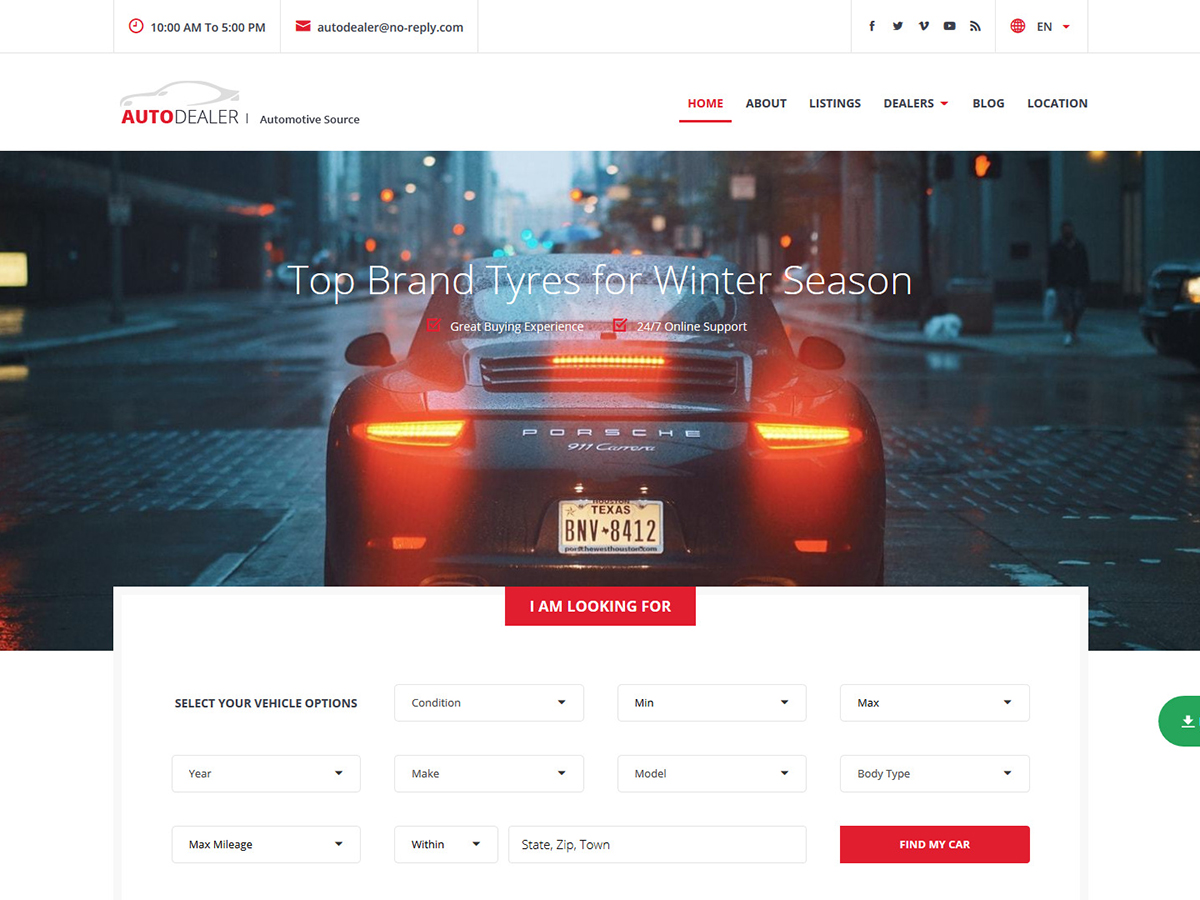 10:00 AM To 5:00 PM
autodealer@no-reply.com
EN
AUTODEALER | Automotive Source
HOME ABOUT LISTINGS DEALERS BLOG LOCATION
Top Brand Tyres for Winter Season
Great Buying Experience 24/7 Online Support
PORSCHE
911 Carrera
HOUSTON
TEXAS
BNV 8412
I AM LOOKING FOR
SELECT YOUR VEHICLE OPTIONS Condition Min Max
Year Make Model Body Type
Max Mileage Within State, Zip, Town FIND MY CAR